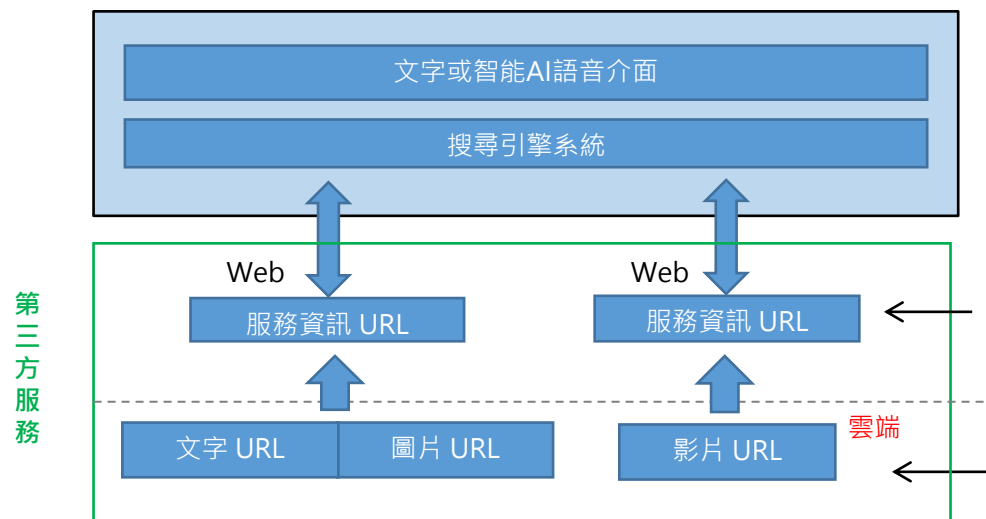 文字或智能AI語音介面
搜尋引擎系統
Web
Web
服務資訊 URL
服務資訊 URL
第三方服務
文字 URL
圖片 URL
影片 URL
雲端